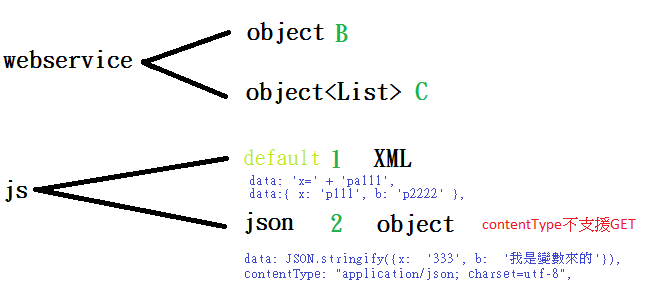 object B
webservice
object<List> C
default 1 XML
data: 'x=' + 'pa111',
data:{ x: 'p111', b: 'p2222' },
js
json 2 object contentType不支援GET
data: JSON.stringify({x: '333', b: '我是變數來的'}),
contentType: "application/json; charset=utf-8",